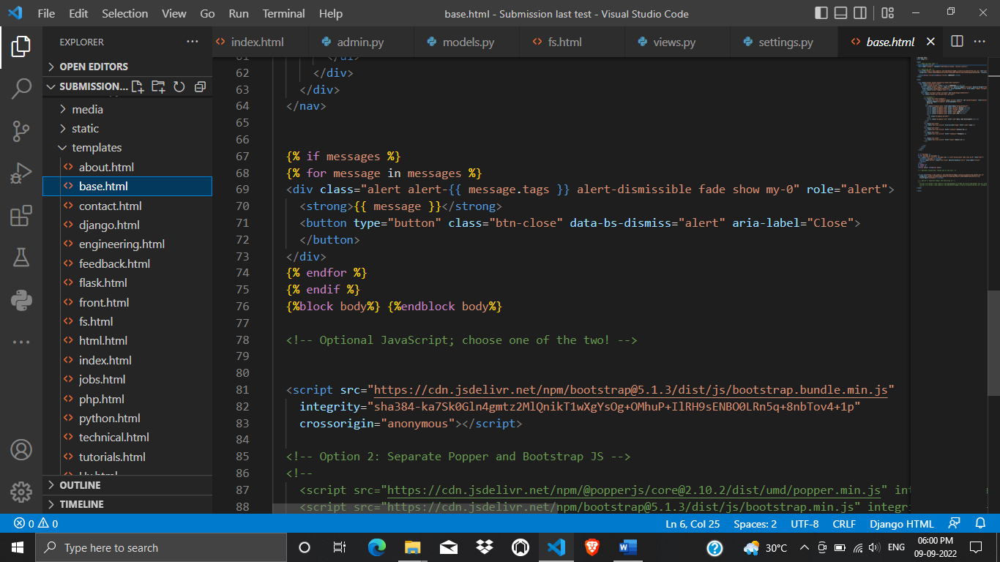 File Edit Selection View Go Run Terminal Help
base.html - Submission last test - Visual Studio Code
EXPLORER
index.html
admin.py
models.py
fs.html
views.py
settings.py
base.html
OPEN EDITORS
SUBMISSION...
media
static
templates
about.html
base.html
contact.html
django.html
engineering.html
feedback.html
flask.html
front.html
fs.html
html.html
index.html
jobs.html
php.html
python.html
technical.html
tutorials.html
OUTLINE
TIMELINE
62 </div>
63 </div>
64 </nav>
65
66
67 {% if messages %}
68 {% for message in messages %}
69 <div class="alert alert-{{ message.tags }} alert-dismissible fade show my-0" role="alert">
70 <strong>{{ message }}</strong>
71 <button type="button" class="btn-close" data-bs-dismiss="alert" aria-label="Close">
72 </button>
73 </div>
74 {% endfor %}
75 {% endif %}
76 {%block body%} {%endblock body%}
77
78 <!-- Optional JavaScript; choose one of the two! -->
79
80
81 <script src="https://cdn.jsdelivr.net/npm/bootstrap@5.1.3/dist/js/bootstrap.bundle.min.js"
82 integrity="sha384-ka7Sk0Gln4gmtz2MlQnikT1wXgYsOg+OMhuP+IlRH9sENBO0LRn5q+8nbTov4+1p"
83 crossorigin="anonymous"></script>
84
85 <!-- Option 2: Separate Popper and Bootstrap JS -->
86 <!--
87 <script src="https://cdn.jsdelivr.net/npm/@popperjs/core@2.10.2/dist/umd/popper.min.js" int
88 <script src="https://cdn.jsdelivr.net/npm/bootstrap@5.1.3/dist/js/bootstrap.min.js" integri
0 0
Ln 6, Col 25 Spaces: 2 UTF-8 CRLF Django HTML
Type here to search
30°C
ENG
06:00 PM
09-09-2022